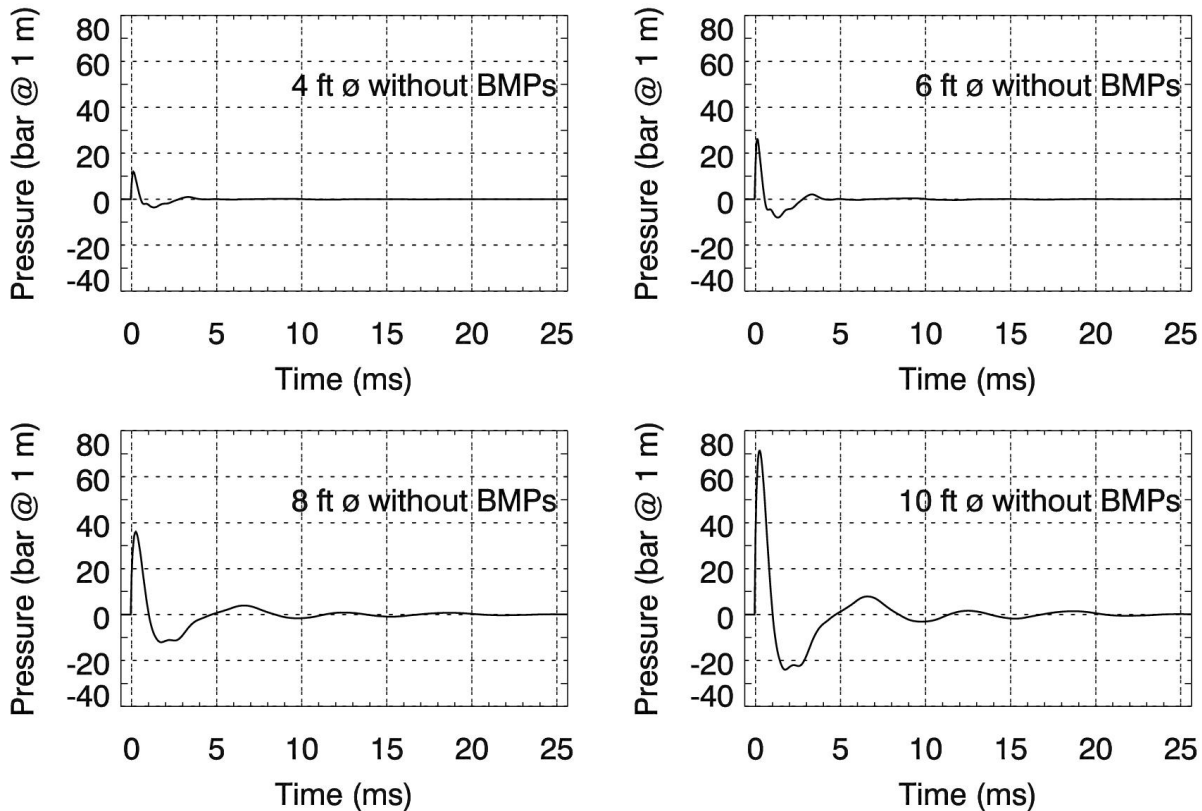 Pressure (bar @ 1 m)
80
60
40
20
0
-20
-40
4 ft ø without BMPs
0 5 10 15 20 25
Time (ms)
Pressure (bar @ 1 m)
80
60
40
20
0
-20
-40
6 ft ø without BMPs
0 5 10 15 20 25
Time (ms)
Pressure (bar @ 1 m)
80
60
40
20
0
-20
-40
8 ft ø without BMPs
0 5 10 15 20 25
Time (ms)
Pressure (bar @ 1 m)
80
60
40
20
0
-20
-40
10 ft ø without BMPs
0 5 10 15 20 25
Time (ms)